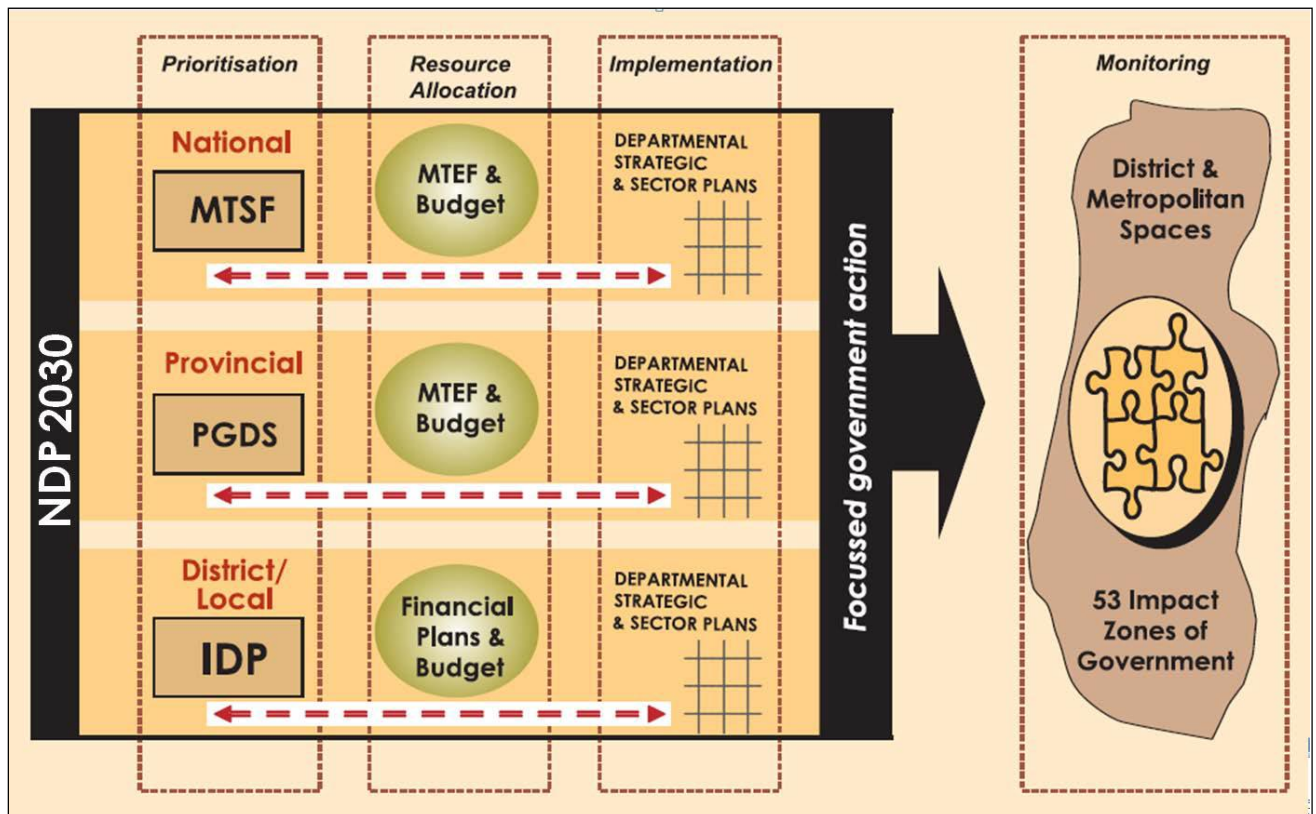 Prioritisation
Resource
Allocation
Implementation
Monitoring
NDP 2030
National
MTSF
MTEF &
Budget
DEPARTMENTAL
STRATEGIC
& SECTOR PLANS
Provincial
PGDS
MTEF &
Budget
DEPARTMENTAL
STRATEGIC
& SECTOR PLANS
District/
Local
IDP
Financial
Plans &
Budget
DEPARTMENTAL
STRATEGIC
& SECTOR PLANS
Focussed government action
District &
Metropolitan
Spaces
53 Impact
Zones of
Government